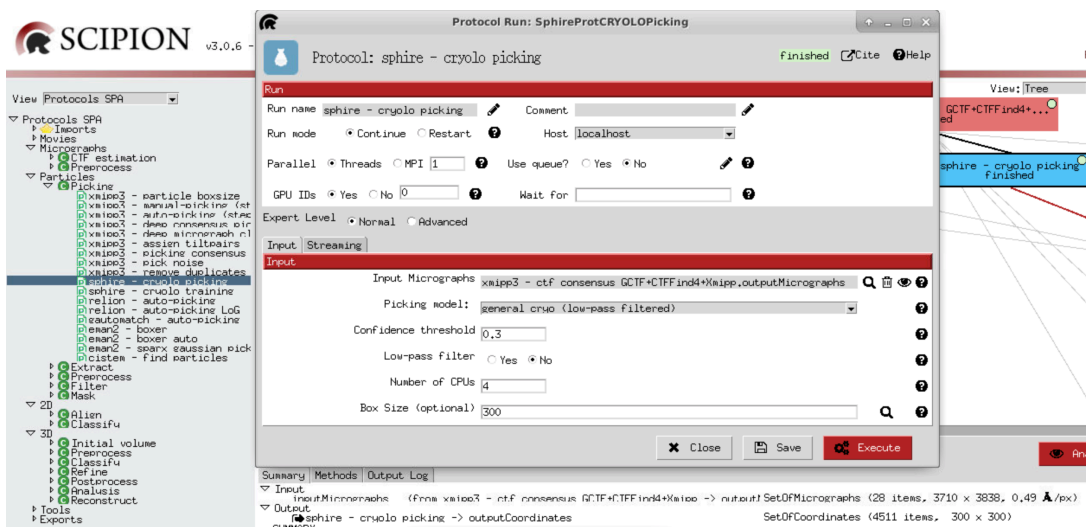 SCIPION v3.0.6 -
View Protocols SPA
Protocols SPA
Imports
Movies
Micrographs
CTF estimation
Preprocess
Particles
Picking
xmipp3 - particle boxsize
xmipp3 - manual-picking (st
xmipp3 - auto-picking (step
xmipp3 - deep consensus pic
xmipp3 - deep micrograph cl
xmipp3 - assign tiltpairs
xmipp3 - picking consensus
xmipp3 - pick noise
xmipp3 - remove duplicates
sphire - cryolo picking
sphire - cryolo training
relion - auto-picking
relion - auto-picking LoG
gautomatch - auto-picking
eman2 - boxer
eman2 - boxer auto
eman2 - sparx gaussian pick
cistem - find particles
Extract
Preprocess
Filter
Mask
2D
Align
Classify
3D
Initial volume
Preprocess
Classify
Refine
Postprocess
Analysis
Reconstruct
Tools
Exports
Protocol Run: SphireProtCRYOLOPicking
Protocol: sphire - cryolo picking finished Cite Help
Run
Run name sphire - cryolo picking Comment
Run mode Continue Restart Host localhost
Parallel Threads MPI 1 Use queue? Yes No
GPU IDs Yes No 0 Wait for
Expert Level Normal Advanced
Input Streaming
Input
Input Micrographs xmipp3 - ctf consensus GCTF+CTFFind4+Xmipp.outputMicrographs
Picking model: general cryo (low-pass filtered)
Confidence threshold 0.3
Low-pass filter Yes No
Number of CPUs 4
Box Size (optional) 300
Close Save Execute
View: Tree
GCTF+CTFFind4+...
ed
sphire - cryolo picking
finished
An
Summary Methods Output Log
Input
inputMicrographs (from xmipp3 - ctf consensus GCTF+CTFFind4+Xmipp -> output SetOfMicrographs (28 items, 3710 x 3838, 0.49 Å/px)
Output
sphire - cryolo picking -> outputCoordinates SetOfCoordinates (4511 items, 300 x 300)
SUMMARY